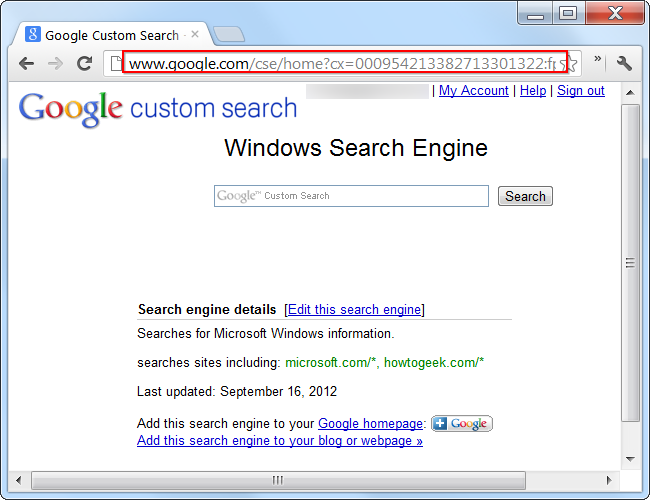 Google Custom Search -
www.google.com/cse/home?cx=000954213382713301322:fp
Google custom search
| My Account | Help | Sign out
Windows Search Engine
Google™ Custom Search
Search
Search engine details [Edit this search engine]
Searches for Microsoft Windows information.
searches sites including: microsoft.com/*, howtogeek.com/*
Last updated: September 16, 2012
Add this search engine to your Google homepage: + Google
Add this search engine to your blog or webpage »